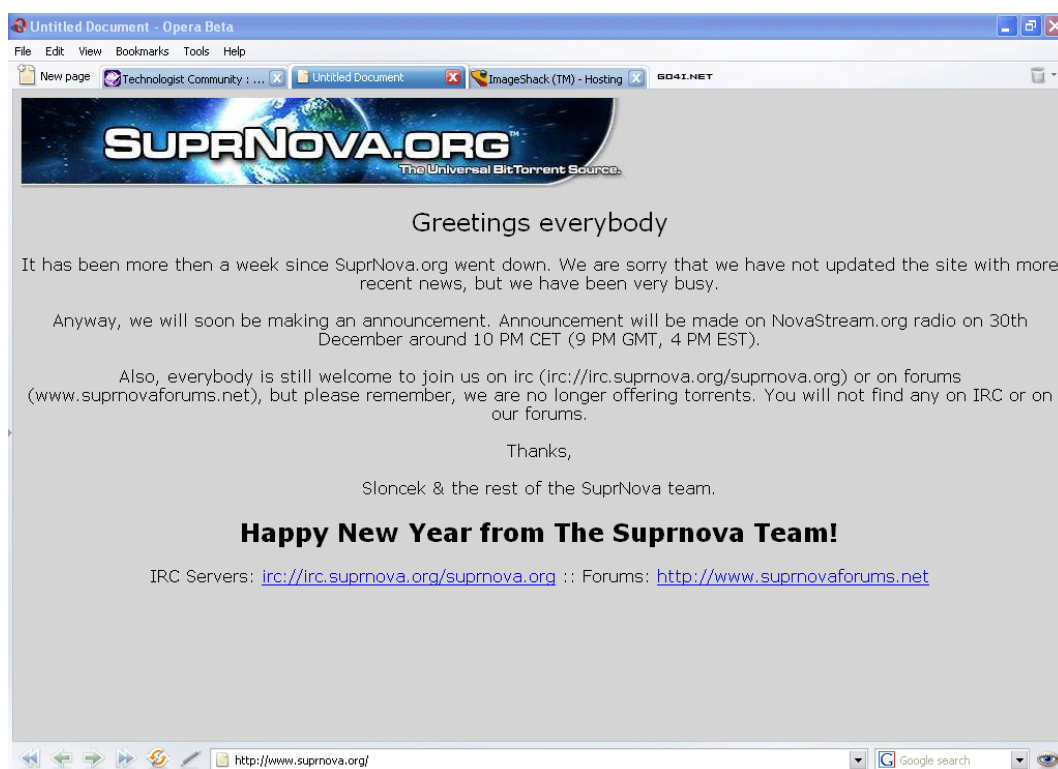 Untitled Document - Opera Beta
File Edit View Bookmarks Tools Help
New page Technologist Community : ... Untitled Document ImageShack (TM) - Hosting GO4I.NET
SUPRNOVA.ORG™
The Universal BitTorrent Source.
Greetings everybody
It has been more then a week since SuprNova.org went down. We are sorry that we have not updated the site with more
recent news, but we have been very busy.
Anyway, we will soon be making an announcement. Announcement will be made on NovaStream.org radio on 30th
December around 10 PM CET (9 PM GMT, 4 PM EST).
Also, everybody is still welcome to join us on irc (irc://irc.suprnova.org/suprnova.org) or on forums
(www.suprnovaforums.net), but please remember, we are no longer offering torrents. You will not find any on IRC or on
our forums.
Thanks,
Sloncek & the rest of the SuprNova team.
Happy New Year from The Suprnova Team!
IRC Servers: irc://irc.suprnova.org/suprnova.org :: Forums: http://www.suprnovaforums.net
http://www.suprnova.org/ G Google search